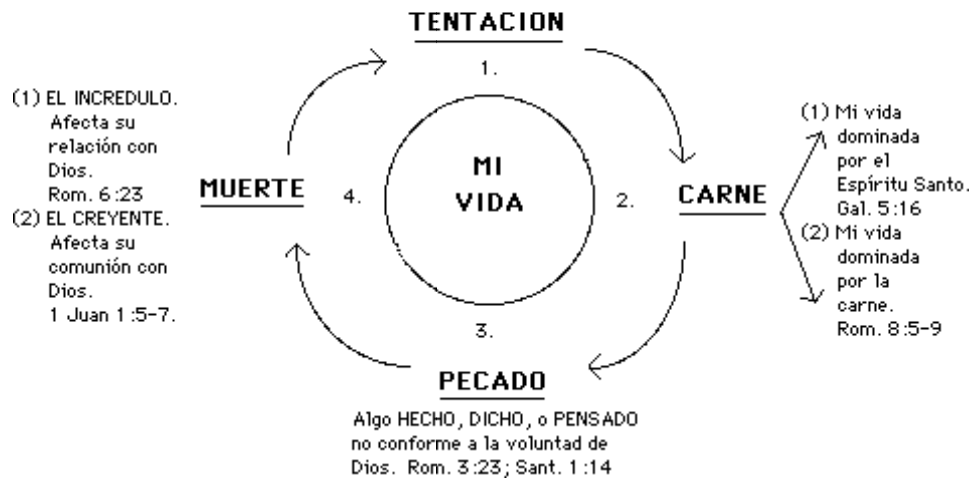 TENTACION
1.
(1) EL INCREDULO.
Afecta su
relación con
Dios.
Rom. 6:23
(2) EL CREYENTE.
Afecta su
comunión con
Dios.
1 Juan 1:5-7.
MUERTE
4.
MI
VIDA
2.
CARNE
(1) Mi vida
dominada
por el
Espíritu Santo.
Gal. 5:16
(2) Mi vida
dominada
por la
carne.
Rom. 8:5-9
3.
PECADO
Algo HECHO, DICHO, o PENSADO
no conforme a la voluntad de
Dios. Rom. 3:23; Sant. 1:14